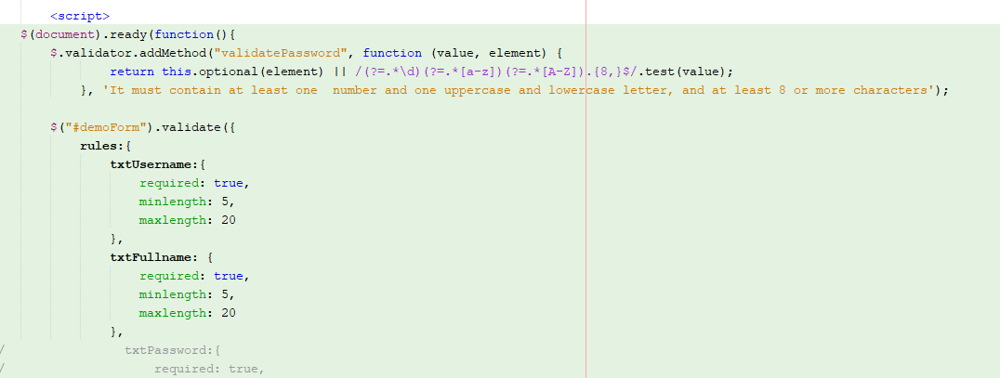 <script>
$(document).ready(function(){
$.validator.addMethod("validatePassword", function (value, element) {
return this.optional(element) || /(?=.*\d)(?=.*[a-z])(?=.*[A-Z]).{8,}$/.test(value);
}, 'It must contain at least one  number and one uppercase and lowercase letter, and at least 8 or more characters');
$("#demoForm").validate({
rules:{
txtUsername:{
required: true,
minlength: 5,
maxlength: 20
},
txtFullname: {
required: true,
minlength: 5,
maxlength: 20
},
/ txtPassword:{
/ required: true,